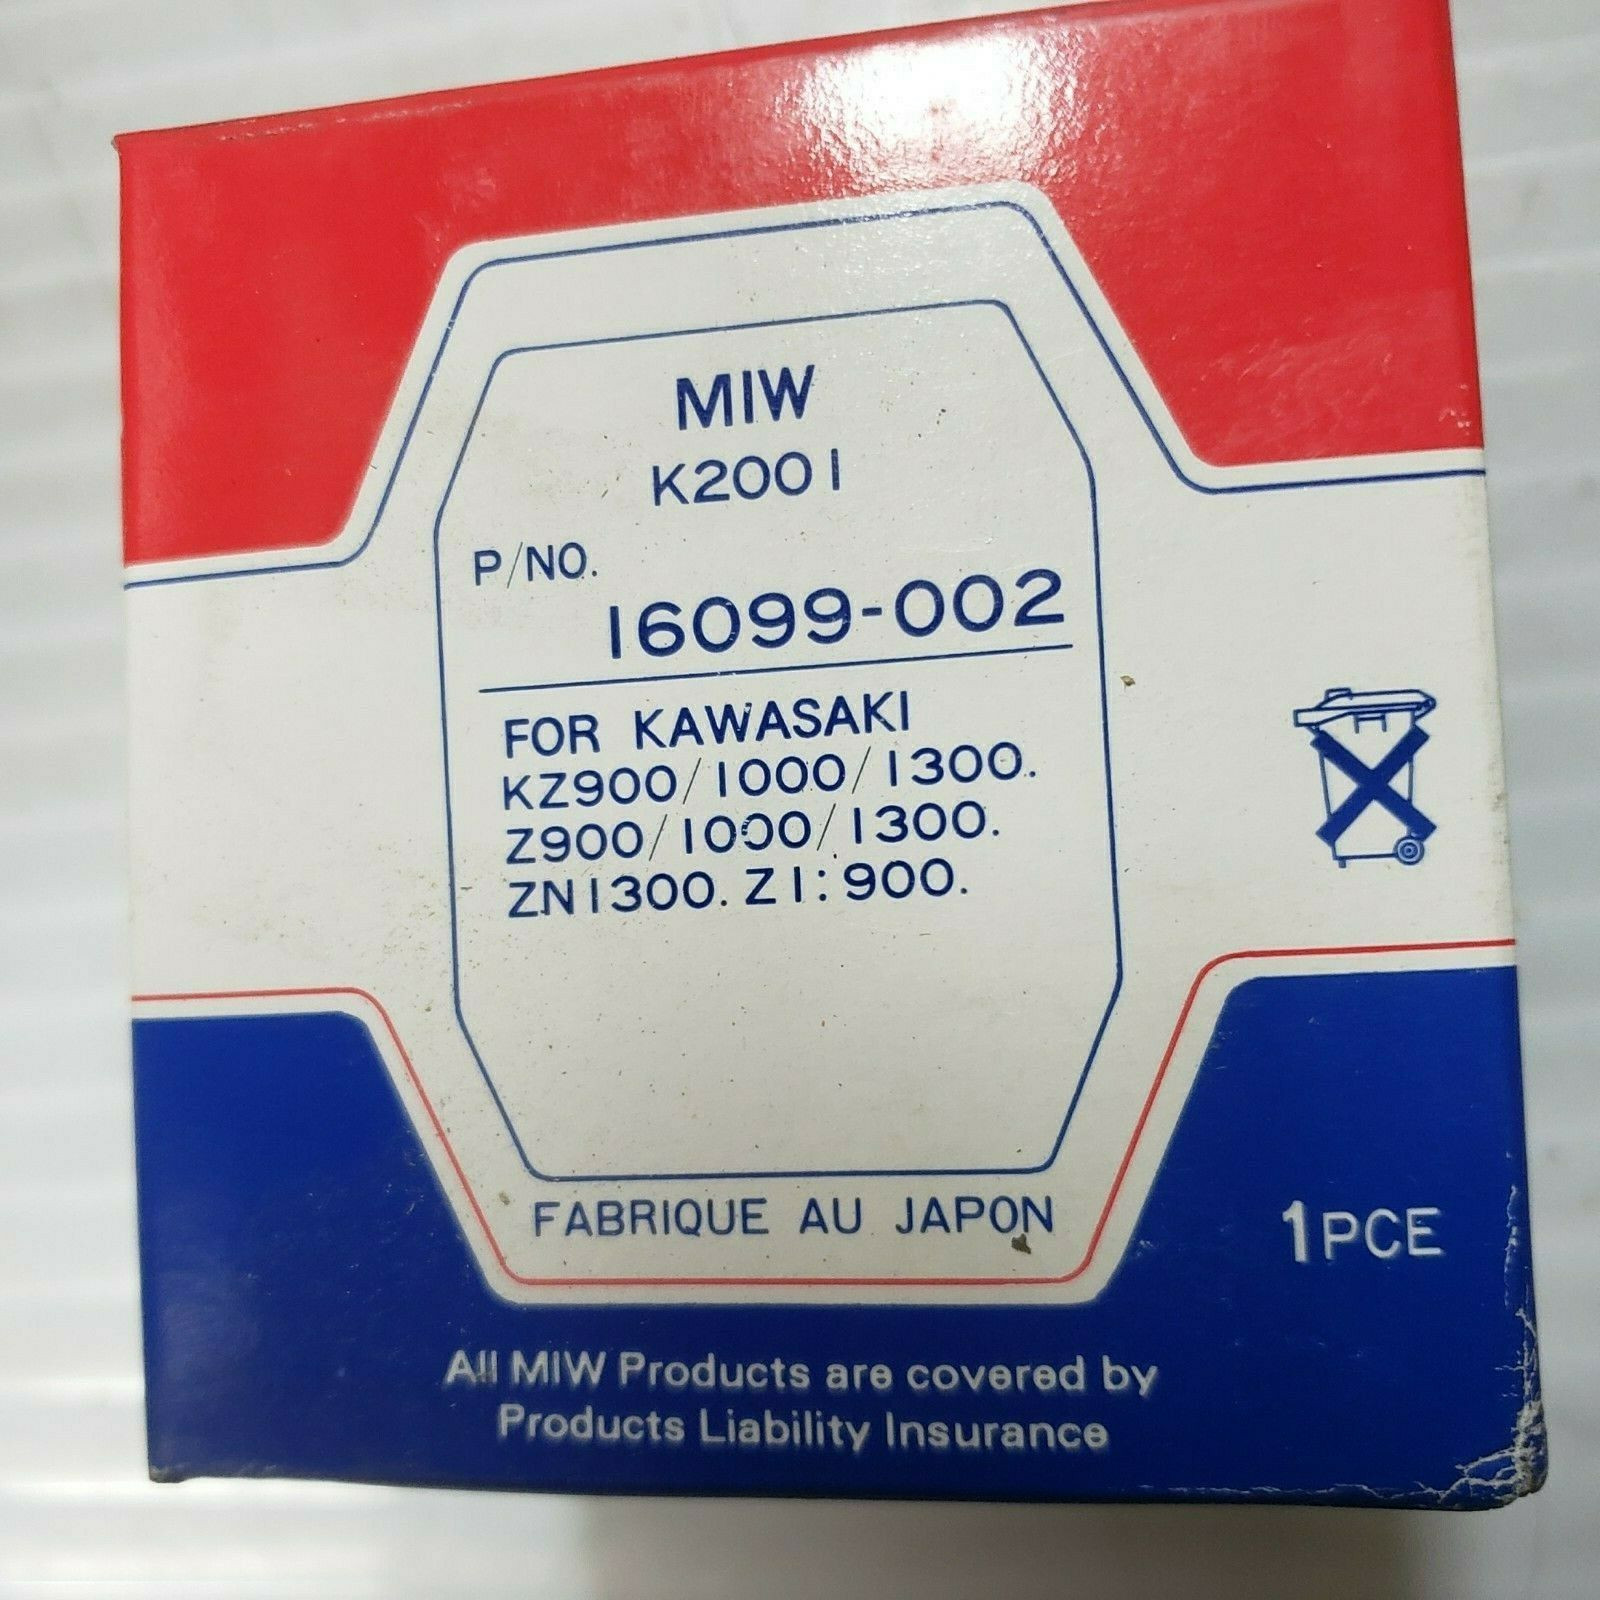 MIW
K2001
P/NO.
16099-002
FOR KAWASAKI
KZ900/1000/1300.
Z900/1000/1300.
ZN1300. Z1:900.
FABRIQUE AU JAPON
1PCE
All MIW Products are covered by
Products Liability Insurance